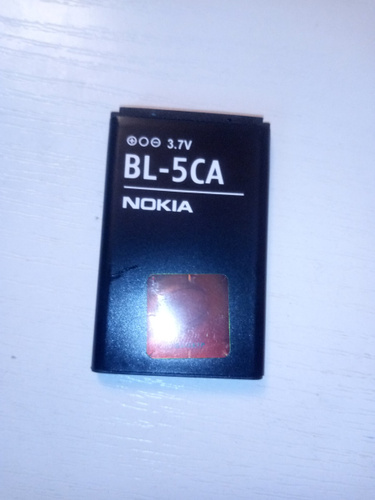 ⊕○⊖ 3.7V
BL-5CA
NOKIA